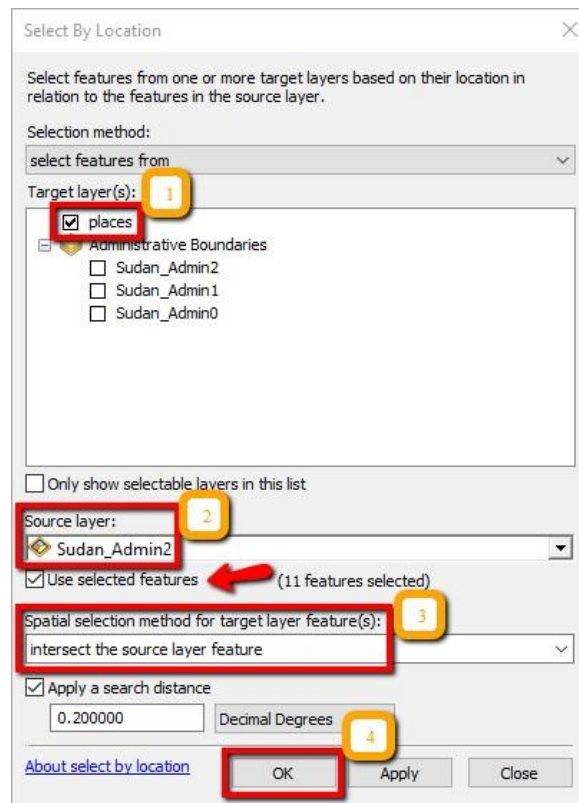 Select By Location
Select features from one or more target layers based on their location in
relation to the features in the source layer.
Selection method:
select features from
Target layer(s):
1
places
Administrative Boundaries
Sudan_Admin2
Sudan_Admin1
Sudan_Admin0
Only show selectable layers in this list
Source layer:
2
Sudan_Admin2
Use selected features (11 features selected)
Spatial selection method for target layer feature(s):
3
intersect the source layer feature
Apply a search distance
0.200000 Decimal Degrees
4
About select by location OK Apply Close